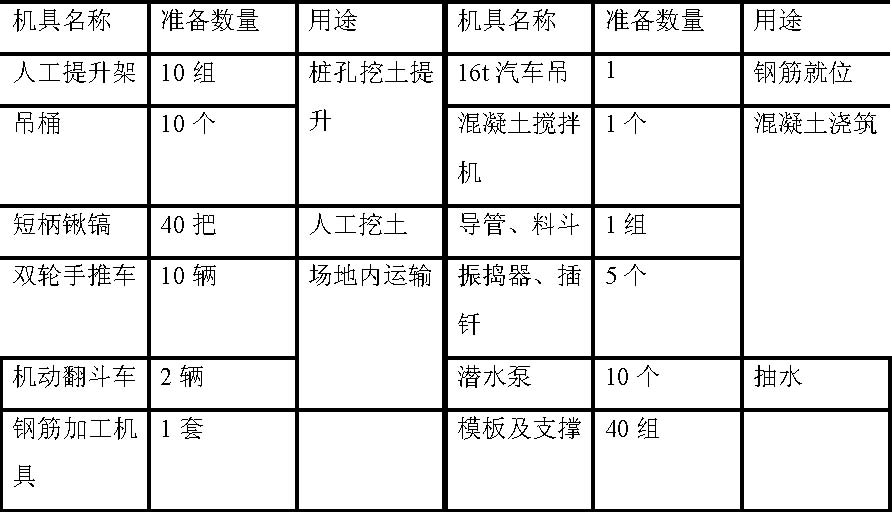 机具名称 准备数量 用途 机具名称 准备数量 用途
人工提升架 10 组 桩孔挖土提 16t 汽车吊 1 钢筋就位
吊桶 10 个 升 混凝土搅拌 1 个 混凝土浇筑
机
短柄锹镐 40 把 人工挖土 导管、料斗 1 组
双轮手推车 10 辆 场地内运输 振捣器、插 5 个
钎
机动翻斗车 2 辆 潜水泵 10 个 抽水
钢筋加工机 1 套 模板及支撑 40 组
具